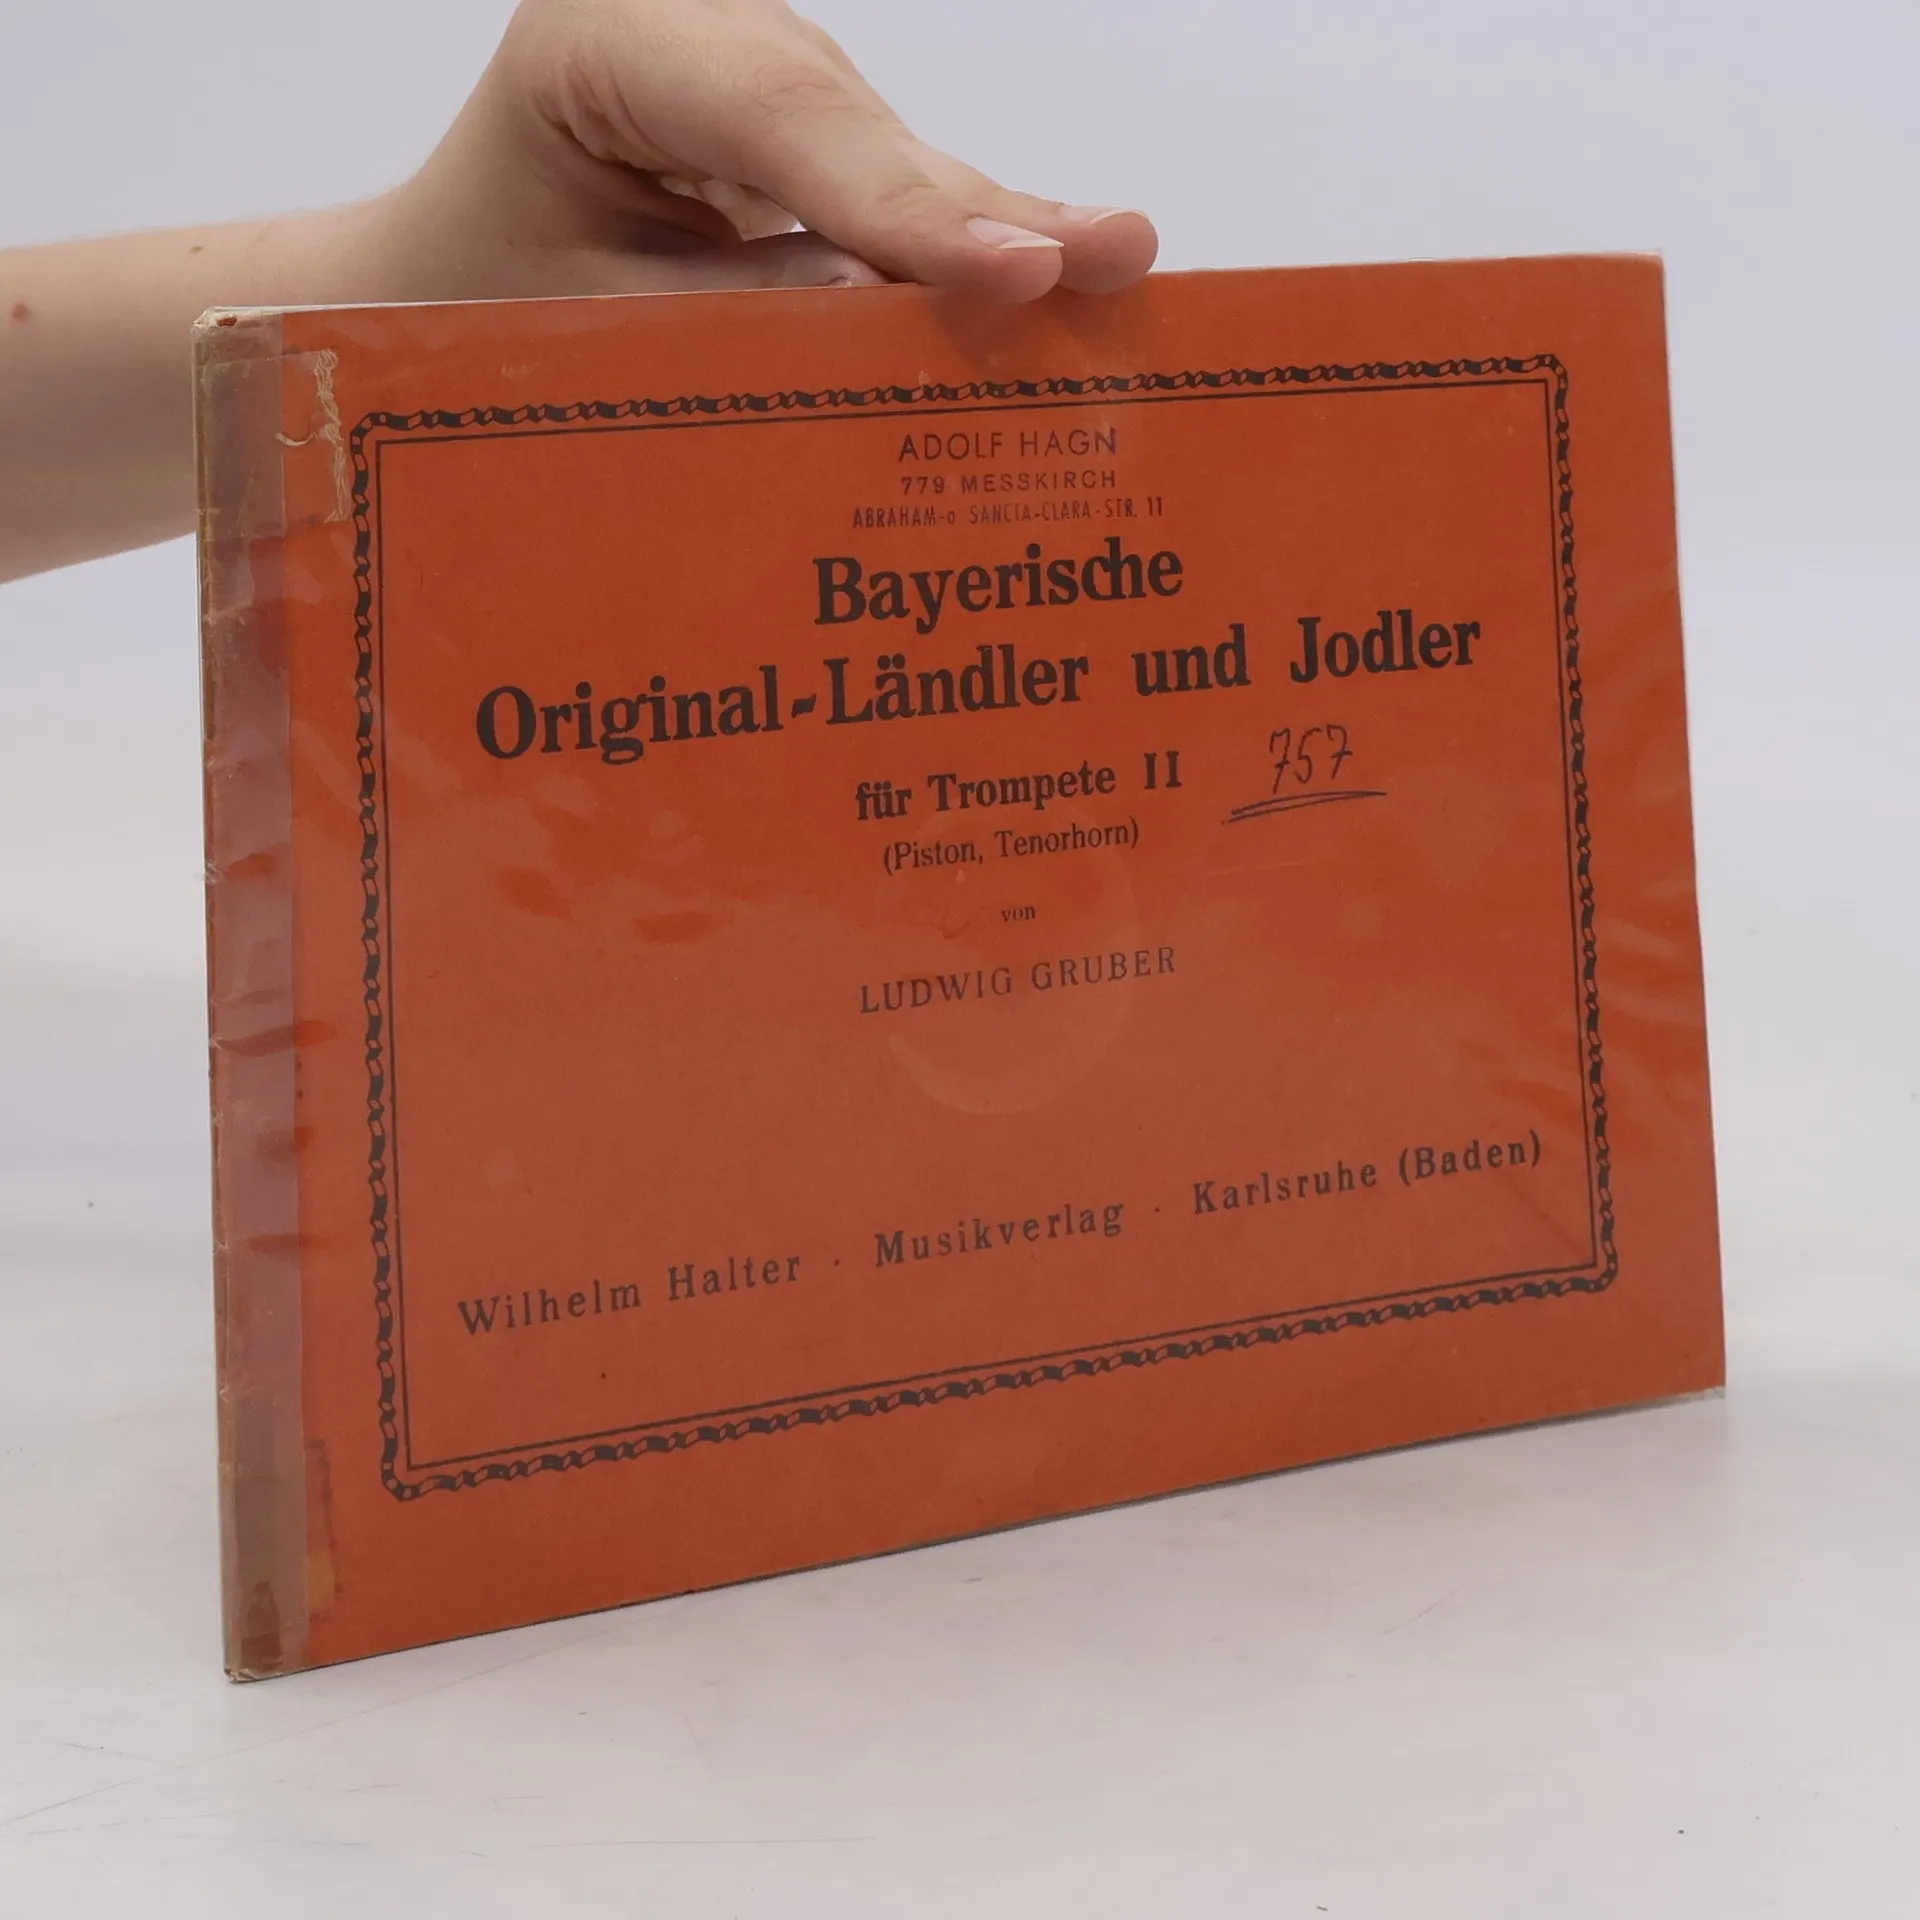 ADOLF HAGN
779 MESSKIRCH
ABRAHAM-a SANCTA-CLARA-STR. 11
Bayerische
Original-Ländler und Jodler
für Trompete II 757
(Piston, Tenorhorn)
von
LUDWIG GRUBER
Wilhelm Halter · Musikverlag · Karlsruhe (Baden)